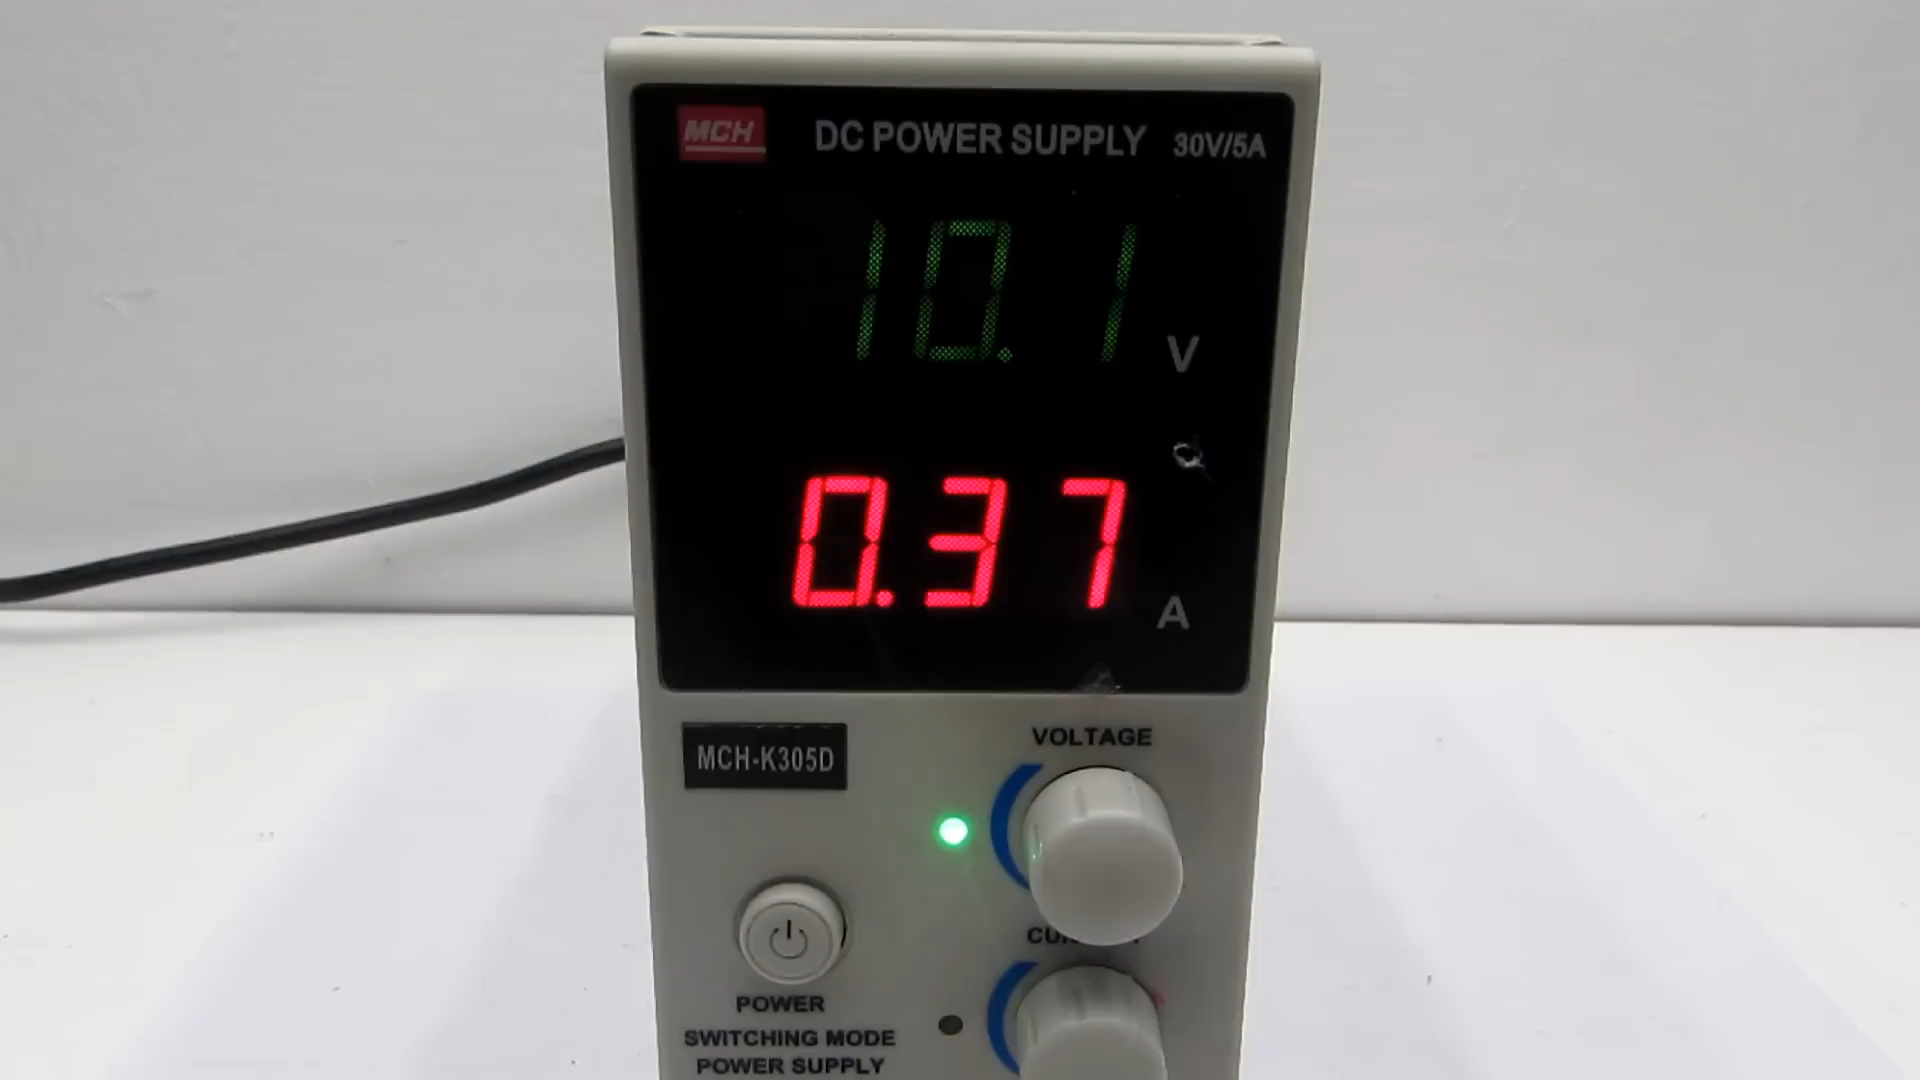 MCH DC POWER SUPPLY 30V/5A
10.1 V
0.37 A
MCH-K305D
VOLTAGE
POWER
SWITCHING MODE
POWER SUPPLY